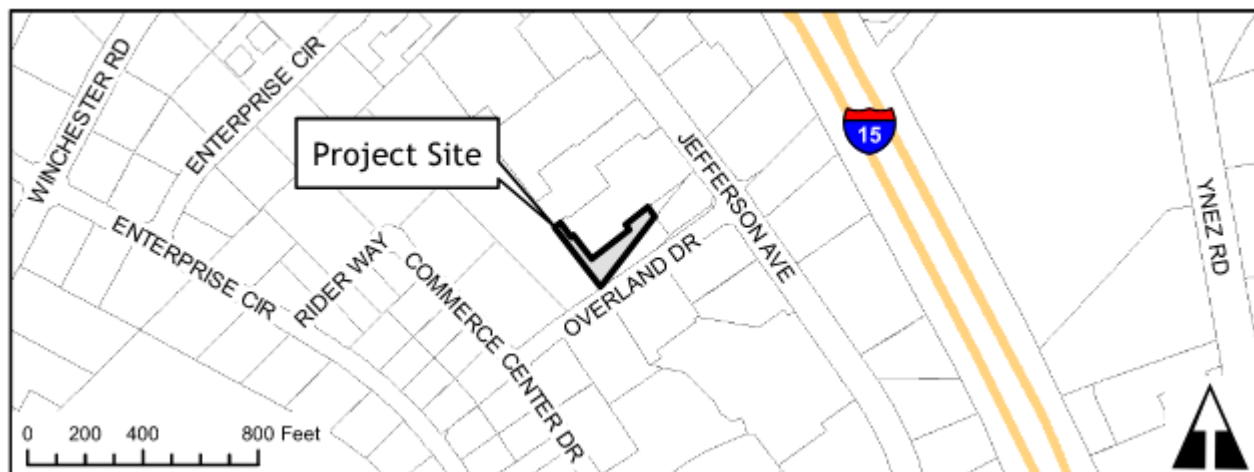 WINCHESTER RD
ENTERPRISE CIR
Project Site
15
JEFFERSON AVE
YNEZ RD
ENTERPRISE CIR
RIDER WAY
COMMERCE CENTER DR
OVERLAND DR
0 200 400 800 Feet